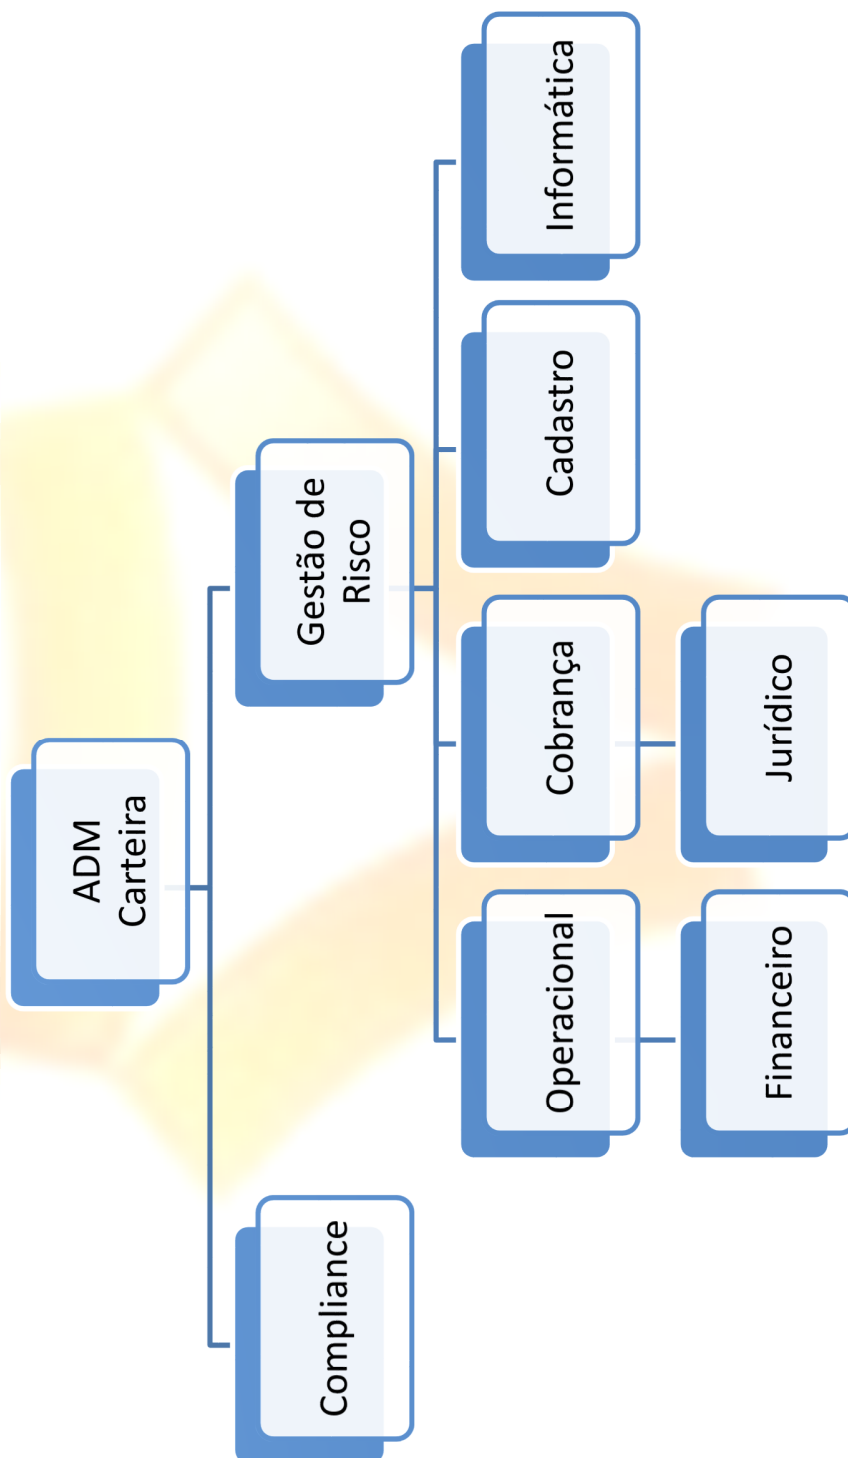 ADM
Carteira
Compliance
Gestão de
Risco
Operacional
Cobrança
Cadastro
Informática
Financeiro
Jurídico